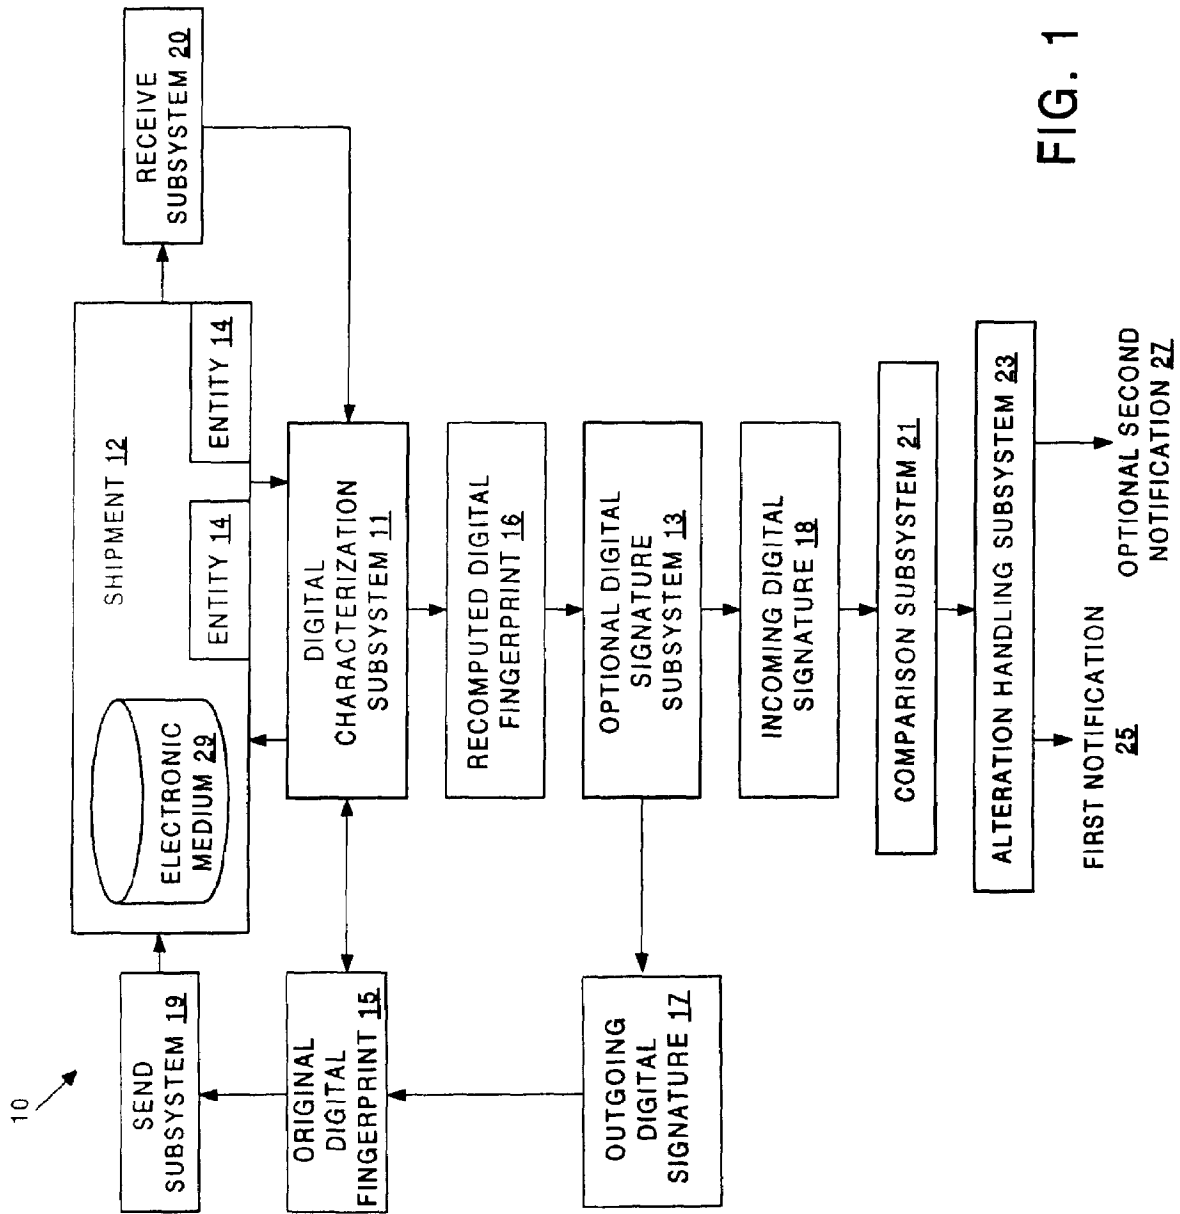 10
SEND
SUBSYSTEM 19
SHIPMENT 12
ELECTRONIC
MEDIUM 29
ENTITY 14
ENTITY 14
RECEIVE
SUBSYSTEM 20
ORIGINAL
DIGITAL
FINGERPRINT 15
DIGITAL
CHARACTERIZATION
SUBSYSTEM 11
RECOMPUTED DIGITAL
FINGERPRINT 16
OUTGOING
DIGITAL
SIGNATURE 17
OPTIONAL DIGITAL
SIGNATURE
SUBSYSTEM 13
INCOMING DIGITAL
SIGNATURE 18
COMPARISON SUBSYSTEM 21
ALTERATION HANDLING SUBSYSTEM 23
FIRST NOTIFICATION
25
OPTIONAL SECOND
NOTIFICATION 27
FIG. 1